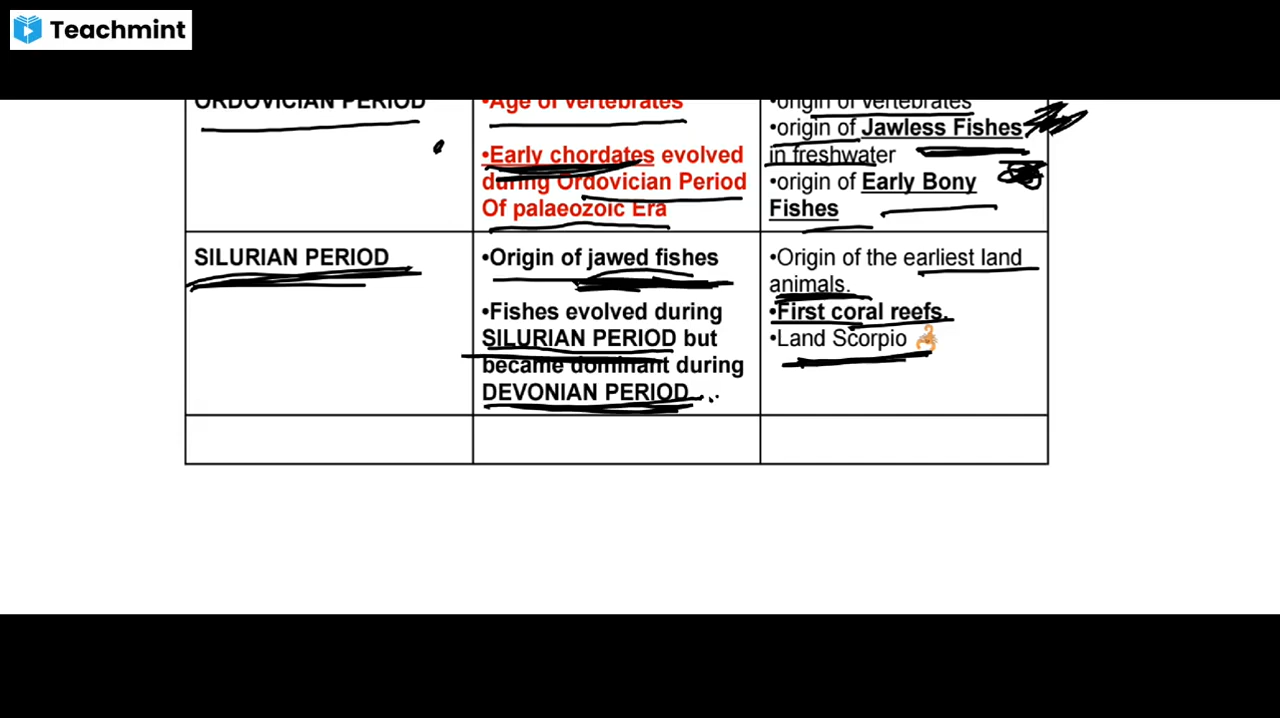 Teachmint
ORDOVICIAN PERIOD
•Age of vertebrates
•Early chordates evolved
during Ordovician Period
Of palaeozoic Era
•origin of vertebrates
•origin of Jawless Fishes
in freshwater
•origin of Early Bony
Fishes
SILURIAN PERIOD
•Origin of jawed fishes
•Fishes evolved during
SILURIAN PERIOD but
became dominant during
DEVONIAN PERIOD
•Origin of the earliest land
animals.
•First coral reefs.
•Land Scorpio 🦂